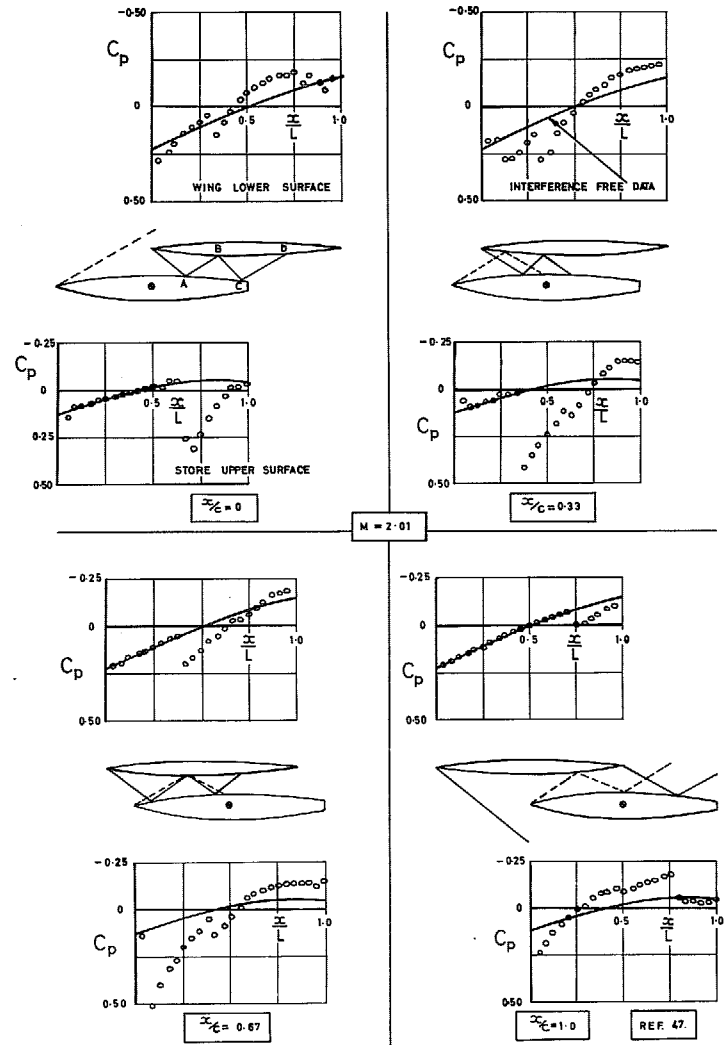 -0.50
Cp
0
0.5
x/L
1.0
0.50
WING LOWER SURFACE
B
D
A
C
-0.25
Cp
0
0.5
x/L
1.0
0.25
0.50
STORE UPPER SURFACE
x/c = 0
-0.50
Cp
0
x/L
1.0
0.50
INTERFERENCE FREE DATA
-0.25
0
0.5
x/L
1.0
0.25
Cp
0.50
x/c = 0.33
M = 2.01
-0.25
0
x/L
1.0
Cp
0.50
-0.25
0
x/L
1.0
Cp
0.50
x/c = 0.67
-0.25
0
0.5
x/L
1.0
Cp
0.50
-0.25
0
0.5
x/L
1.0
Cp
0.50
x/c = 1.0
REF. 47.